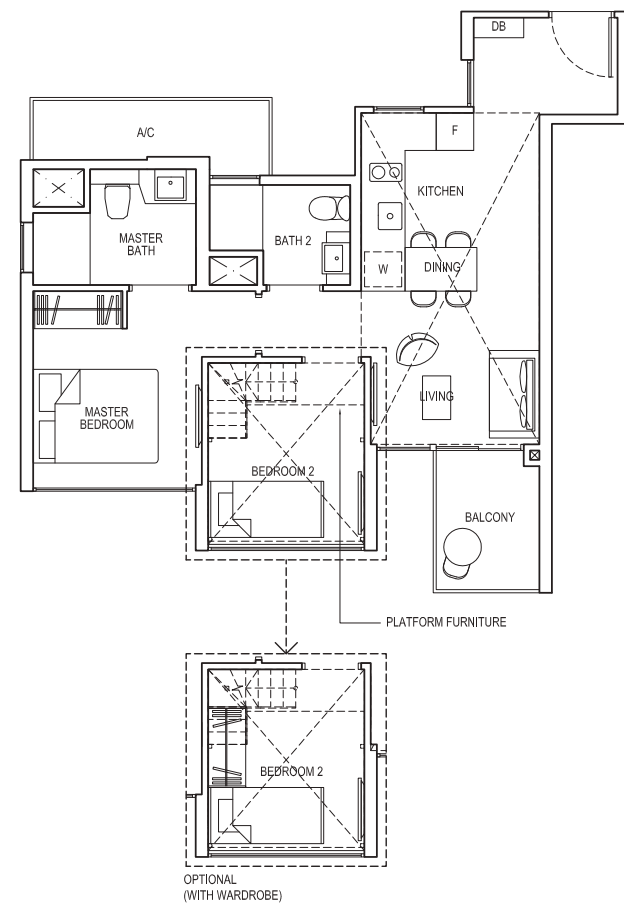 DB
A/C
F
KITCHEN
MASTER
BATH
BATH 2
W
DINING
MASTER
BEDROOM
LIVING
BEDROOM 2
BALCONY
PLATFORM FURNITURE
BEDROOM 2
OPTIONAL
(WITH WARDROBE)